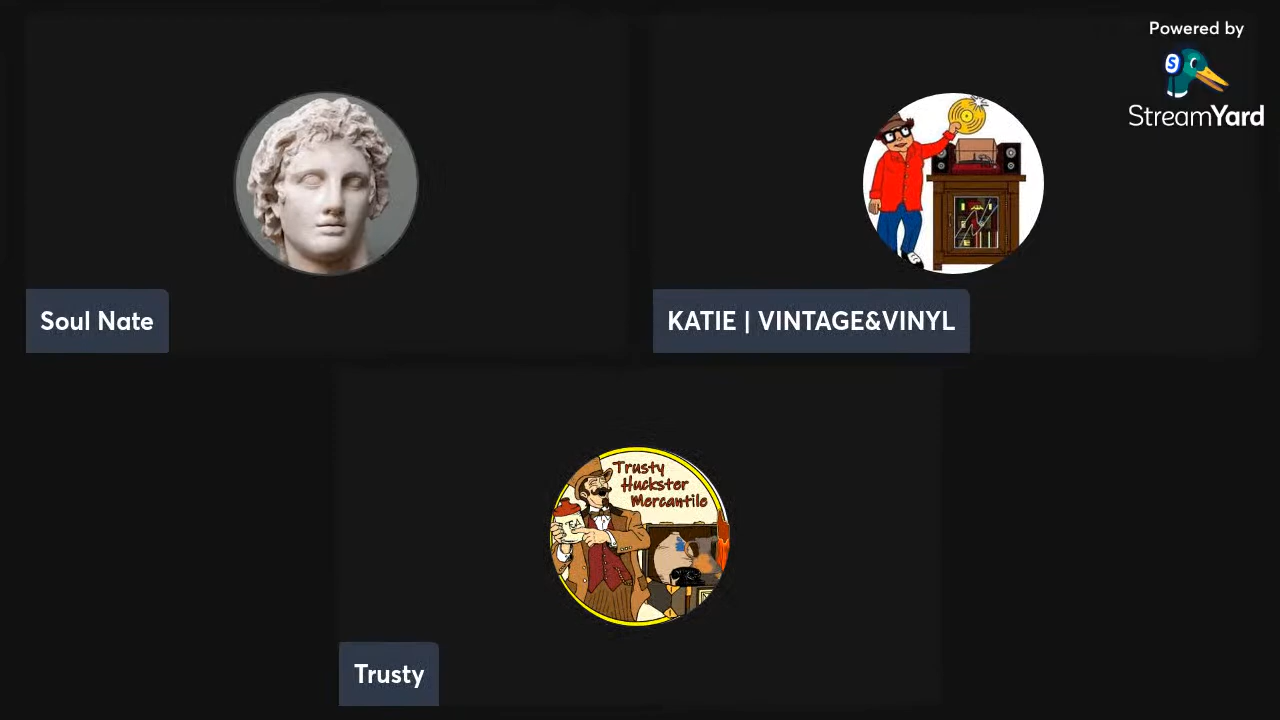 Powered by
StreamYard
Soul Nate
KATIE | VINTAGE&VINYL
Trusty
Huckster
Mercantile
Trusty